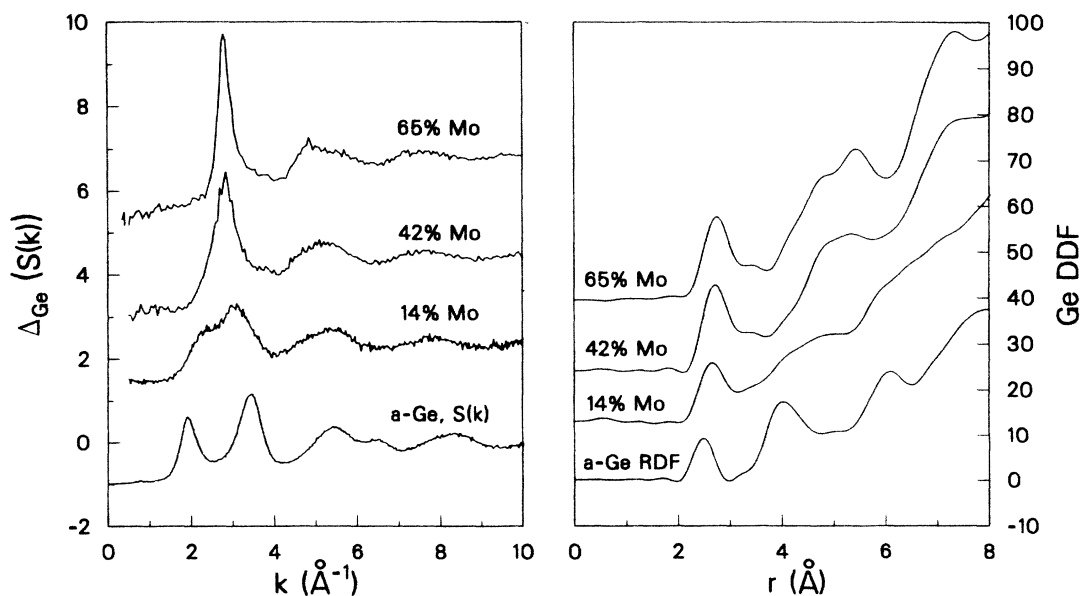 10
8
6
4
2
0
-2
Δ_Ge (S(k))
65% Mo
42% Mo
14% Mo
a-Ge, S(k)
0 2 4 6 8 10
k (Å⁻¹)
65% Mo
42% Mo
14% Mo
a-Ge RDF
0 2 4 6 8
r (Å)
100
90
80
70
60
50
40
30
20
10
0
-10
Ge DDF